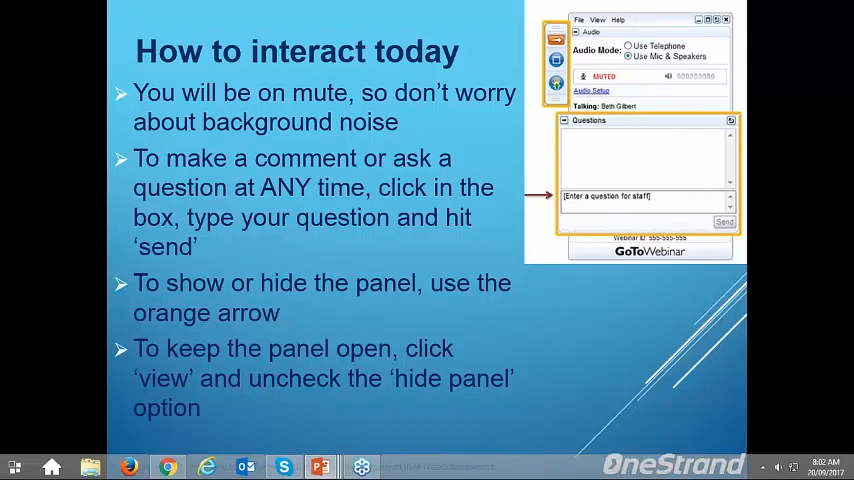 How to interact today
➢ You will be on mute, so don’t worry
about background noise
➢ To make a comment or ask a
question at ANY time, click in the
box, type your question and hit
‘send’
➢ To show or hide the panel, use the
orange arrow
➢ To keep the panel open, click
‘view’ and uncheck the ‘hide panel’
option
File View Help
Audio
Audio Mode: Use Telephone
Use Mic & Speakers
MUTED
Audio Setup
Talking: Beth Gilbert
Questions
[Enter a question for staff]
Send
Webinar ID: 555-555-555
GoToWebinar
OneStrand
8:02 AM
20/09/2017